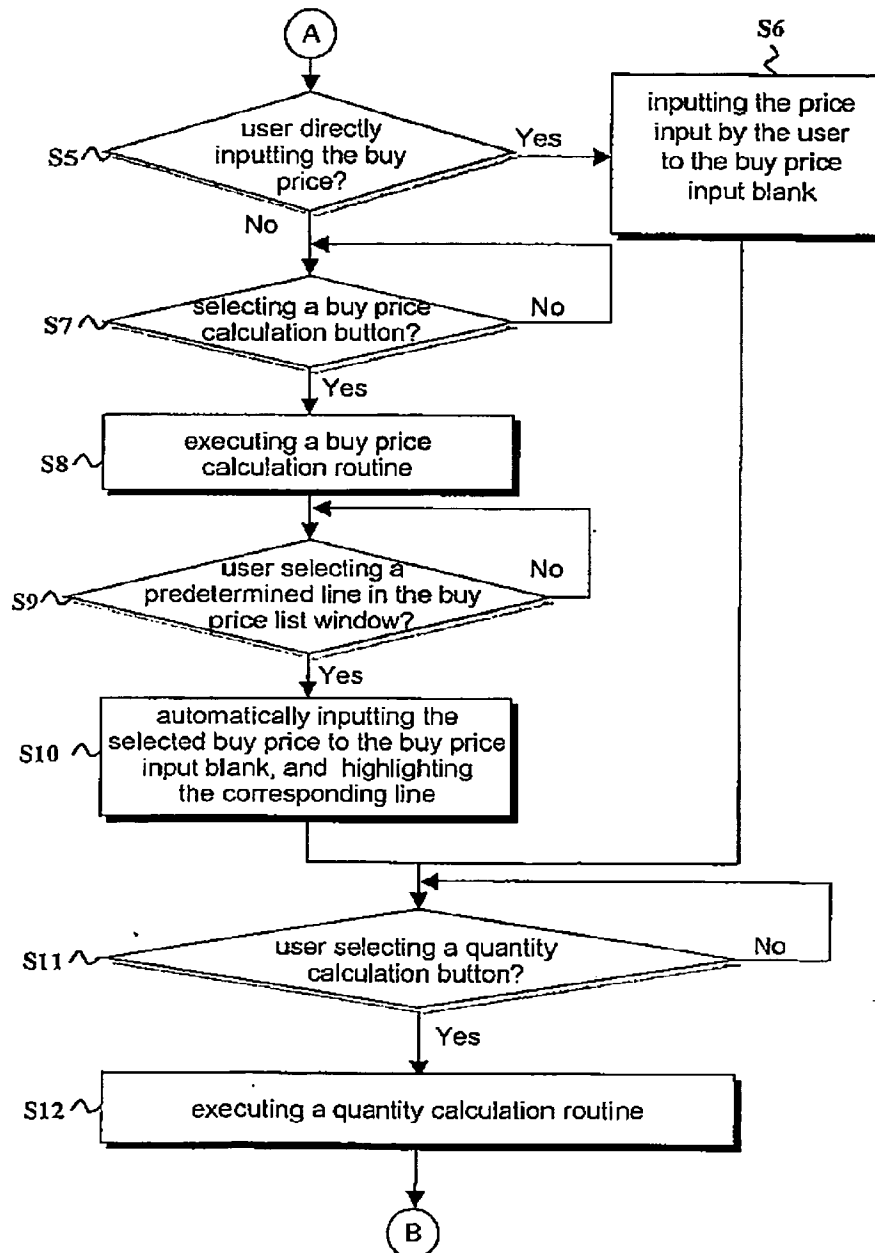 A
S6
user directly
inputting the buy
price?
S5
Yes
inputting the price
input by the user
to the buy price
input blank
No
selecting a buy price
calculation button?
S7
No
Yes
executing a buy price
calculation routine
S8
user selecting a
predetermined line in the buy
price list window?
S9
No
Yes
automatically inputting the
selected buy price to the buy price
input blank, and highlighting
the corresponding line
S10
user selecting a quantity
calculation button?
S11
No
Yes
S12
executing a quantity calculation routine
B